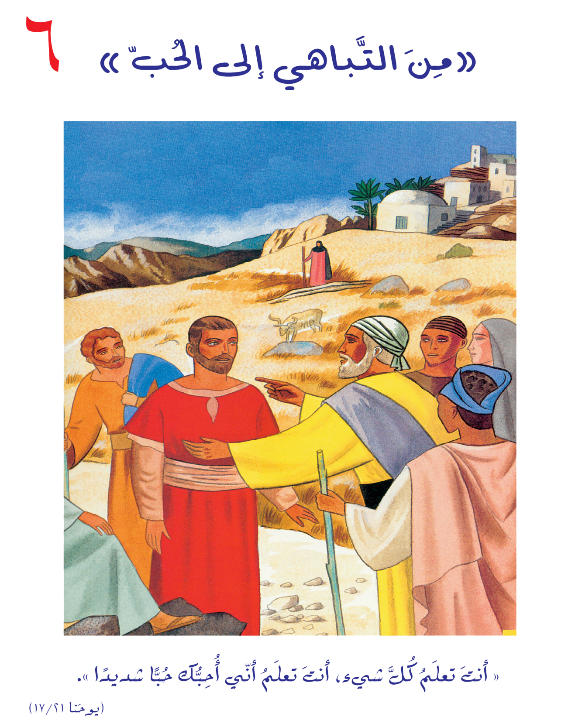 ٦
«مِنَ التَّباهي إلى الحُبّ»
« أنتَ تعلَمُ كُلَّ شيء، أنتَ تعلَمُ أنّي أُحِبُّكَ حُبًّا شديدًا ».
(يوحنا ١٧/٢١)